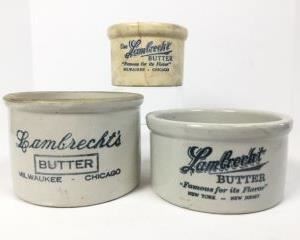 The Lambrecht
BUTTER
"Famous for its Flavor"
MILWAUKEE - CHICAGO
Lambrecht's
BUTTER
MILWAUKEE - CHICAGO
Lambrecht
BUTTER
"Famous for its Flavor"
NEW YORK - NEW JERSEY